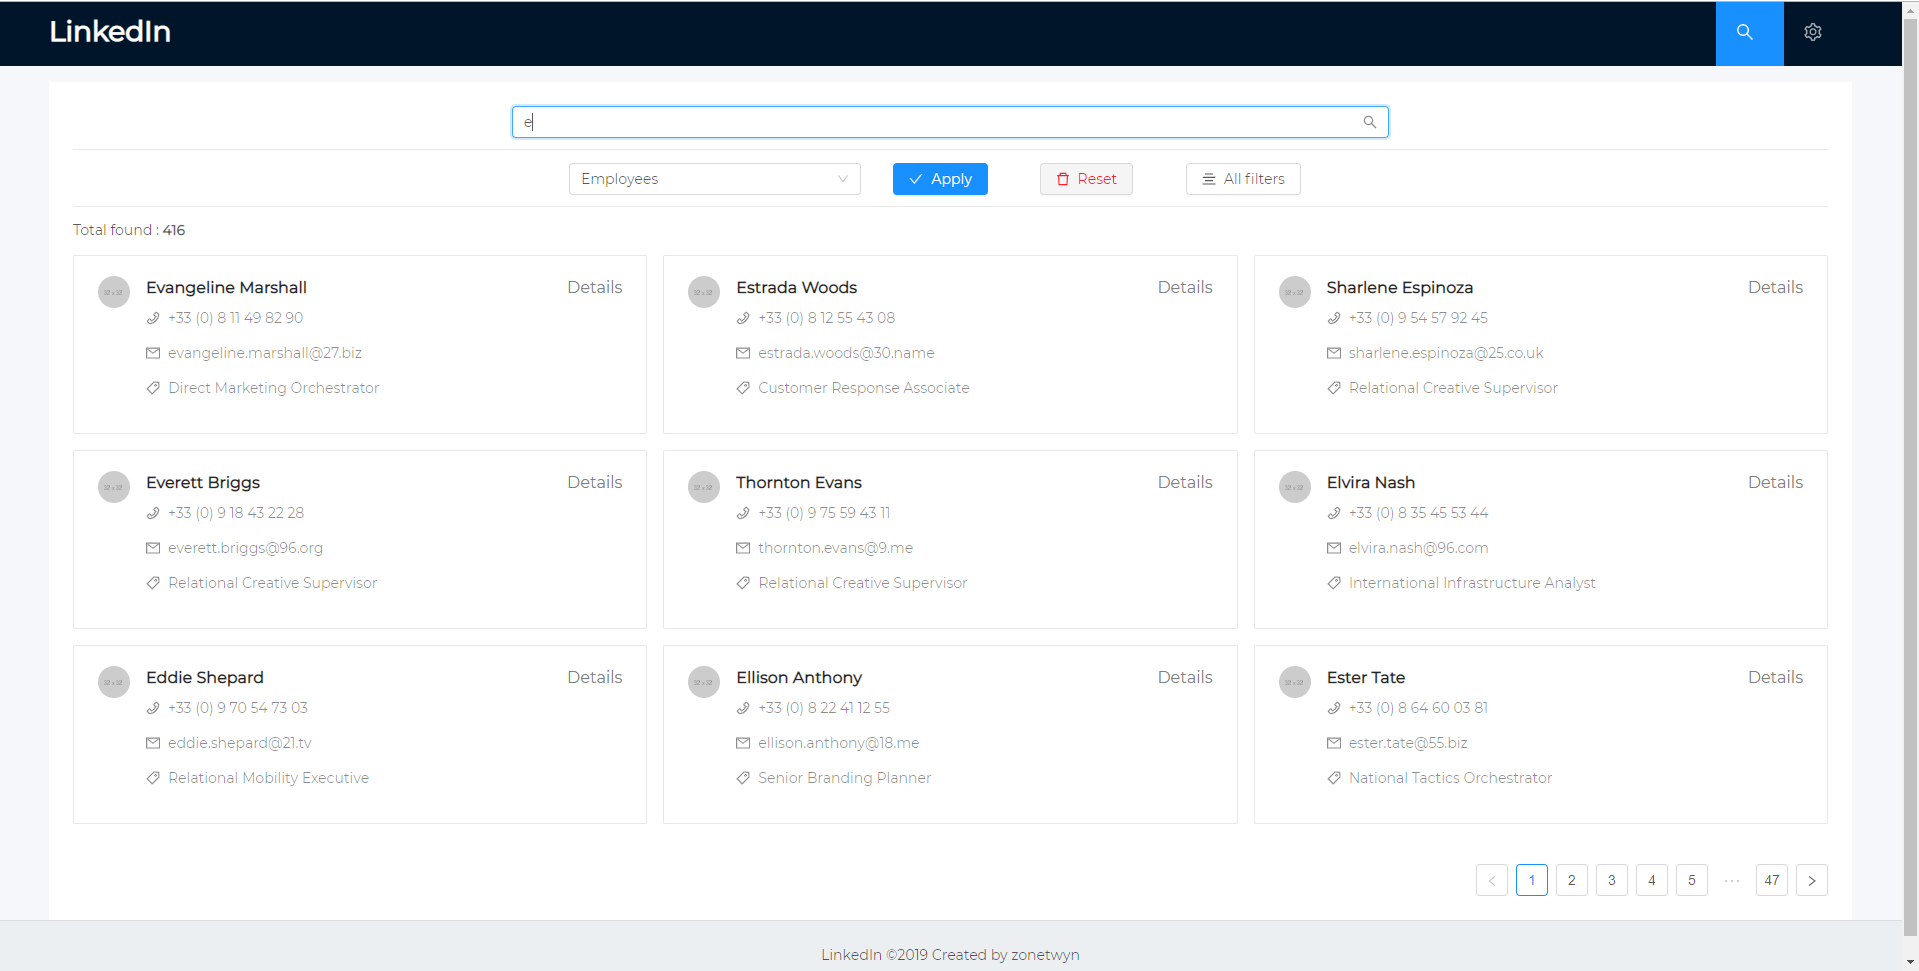 LinkedIn
e
Employees
Apply
Reset
All filters
Total found : 416
Evangeline Marshall
Details
+33 (0) 8 11 49 82 90
evangeline.marshall@27.biz
Direct Marketing Orchestrator
Estrada Woods
Details
+33 (0) 8 12 55 43 08
estrada.woods@30.name
Customer Response Associate
Sharlene Espinoza
Details
+33 (0) 9 54 57 92 45
sharlene.espinoza@25.co.uk
Relational Creative Supervisor
Everett Briggs
Details
+33 (0) 9 18 43 22 28
everett.briggs@96.org
Relational Creative Supervisor
Thornton Evans
Details
+33 (0) 9 75 59 43 11
thornton.evans@9.me
Relational Creative Supervisor
Elvira Nash
Details
+33 (0) 8 35 45 53 44
elvira.nash@96.com
International Infrastructure Analyst
Eddie Shepard
Details
+33 (0) 9 70 54 73 03
eddie.shepard@21.tv
Relational Mobility Executive
Ellison Anthony
Details
+33 (0) 8 22 41 12 55
ellison.anthony@18.me
Senior Branding Planner
Ester Tate
Details
+33 (0) 8 64 60 03 81
ester.tate@55.biz
National Tactics Orchestrator
< 1 2 3 4 5 ··· 47 >
LinkedIn ©2019 Created by zonetwyn